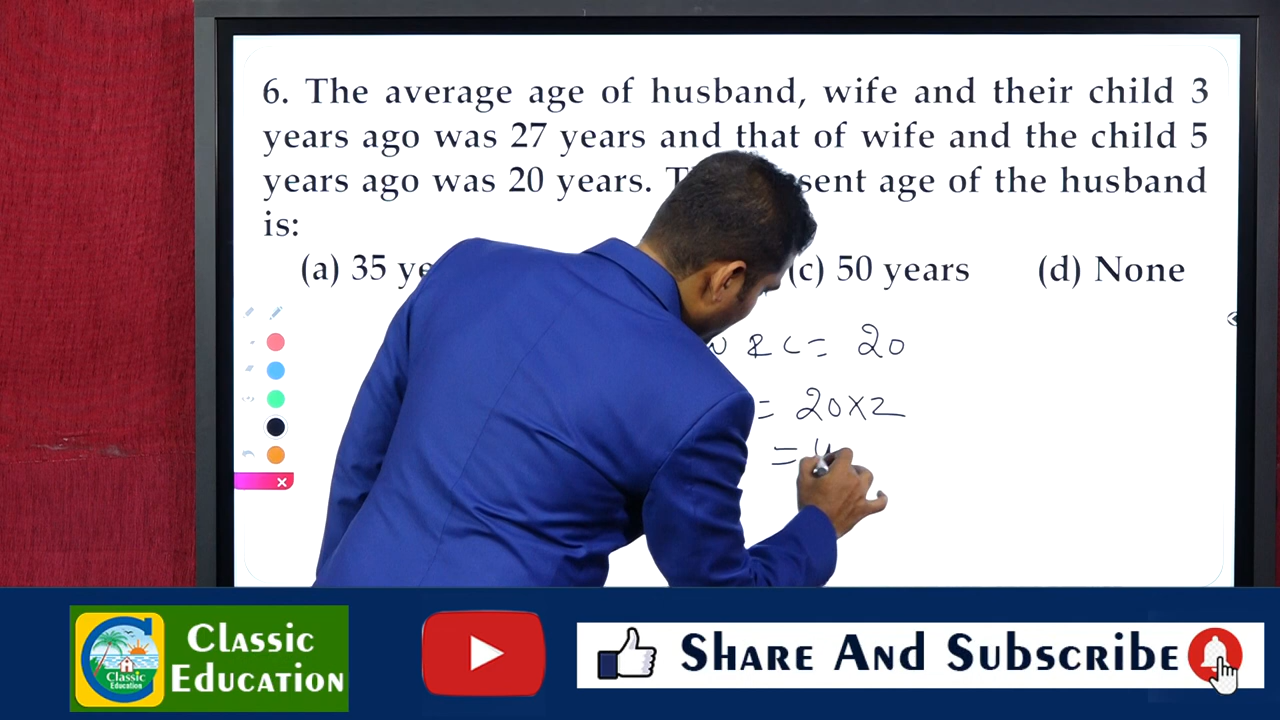 6. The average age of husband, wife and their child 3
years ago was 27 years and that of wife and the child 5
years ago was 20 years. age of the husband
is:
(a) 35 (c) 50 years (d) None
& C = 20
= 20 x 2
=
Classic
Education
Classic
Education
Share And Subscribe